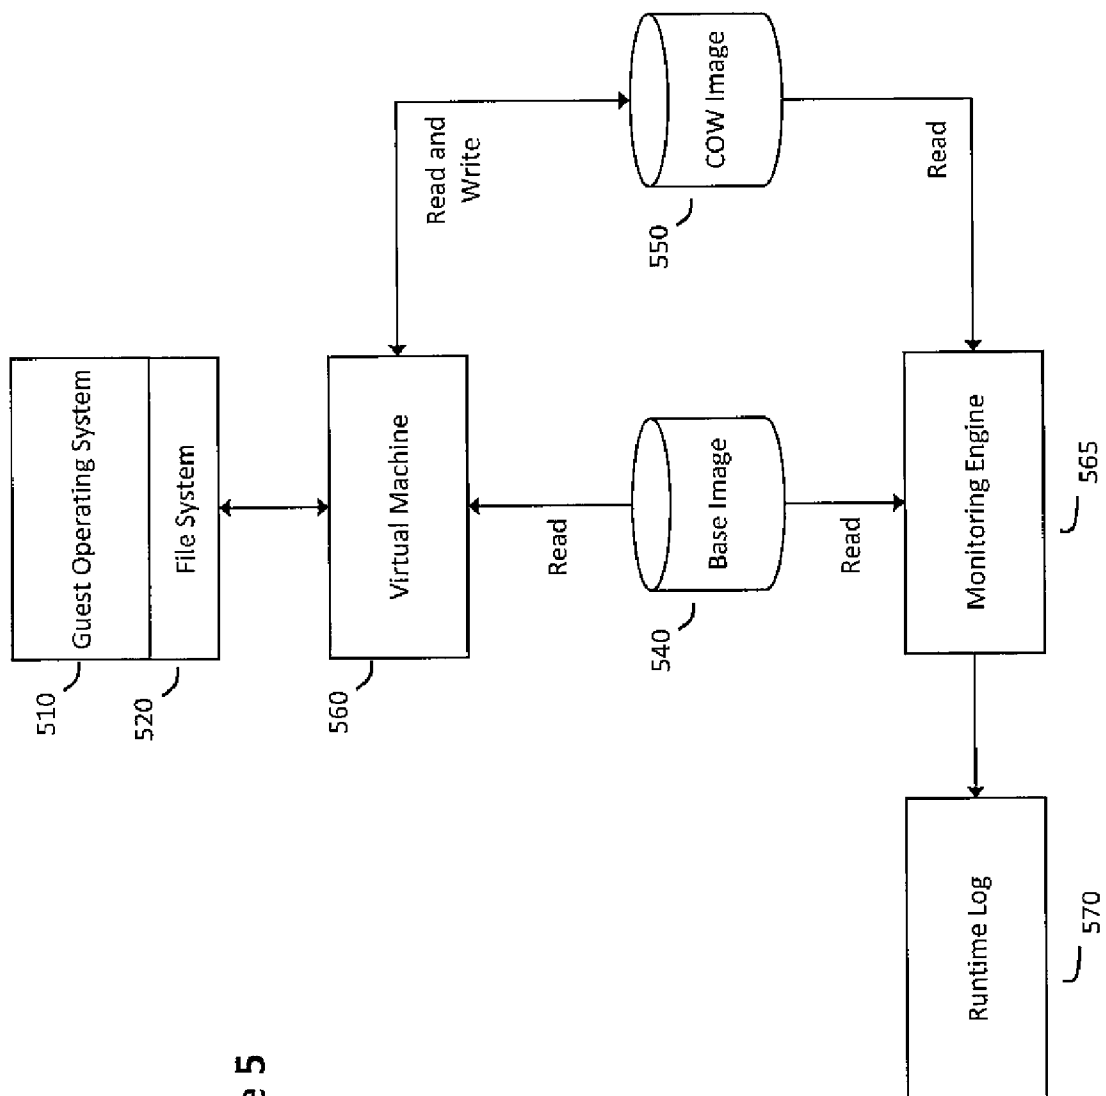 Guest Operating System
510
File System
520
Virtual Machine
560
Read and
Write
Read
Base Image
540
COW Image
550
Read
Read
Monitoring Engine
565
Runtime Log
570
5